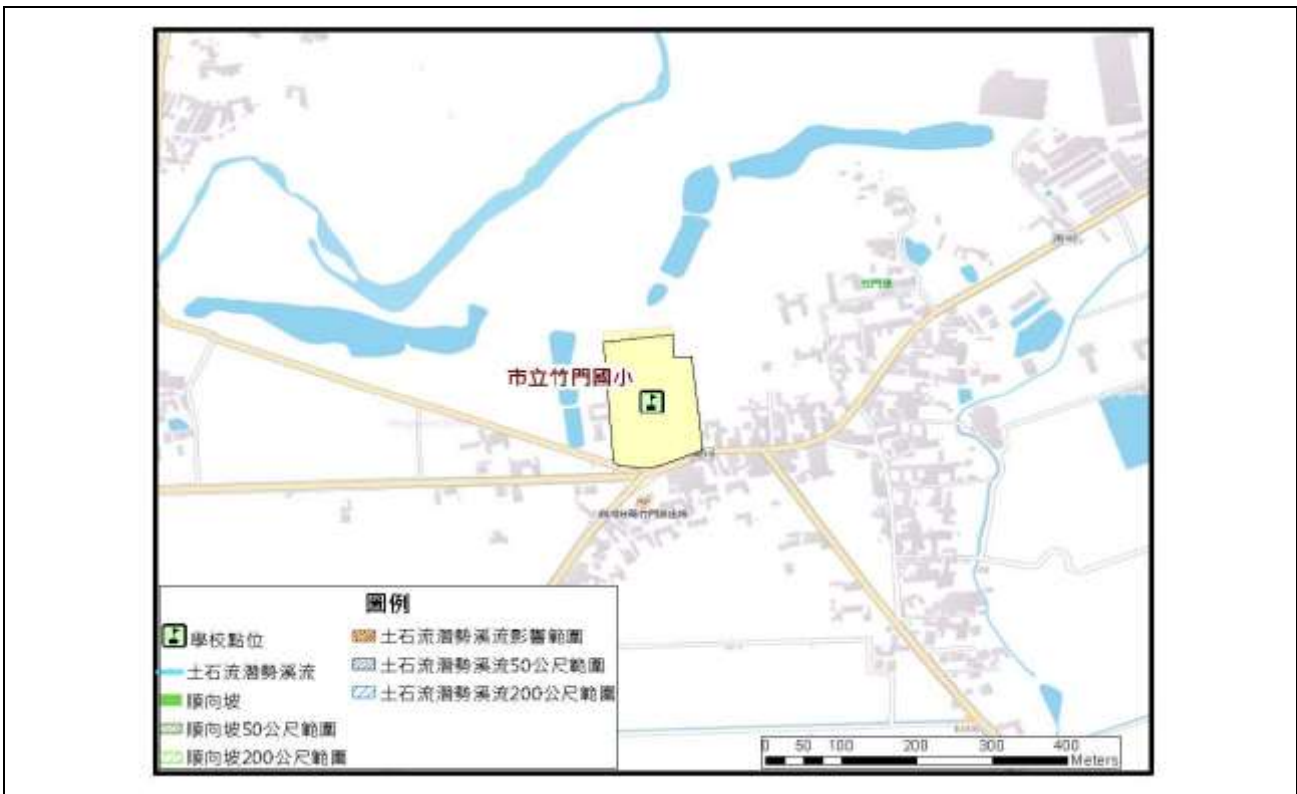 市立竹門國小
圖例
學校點位
土石流潛勢溪流
順向坡
順向坡50公尺範圍
順向坡200公尺範圍
土石流潛勢溪流影響範圍
土石流潛勢溪流50公尺範圍
土石流潛勢溪流200公尺範圍
0 50 100 200 300 400
Meters